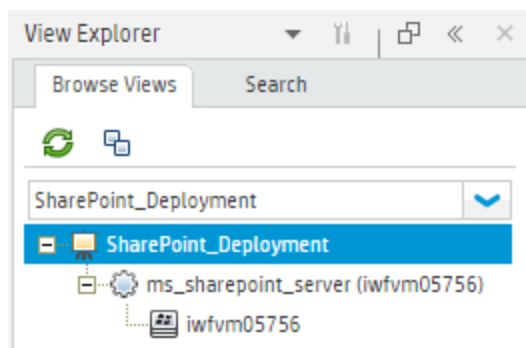 View Explorer
Browse Views Search
SharePoint_Deployment
SharePoint_Deployment
ms_sharepoint_server (iwfvm05756)
iwfvm05756